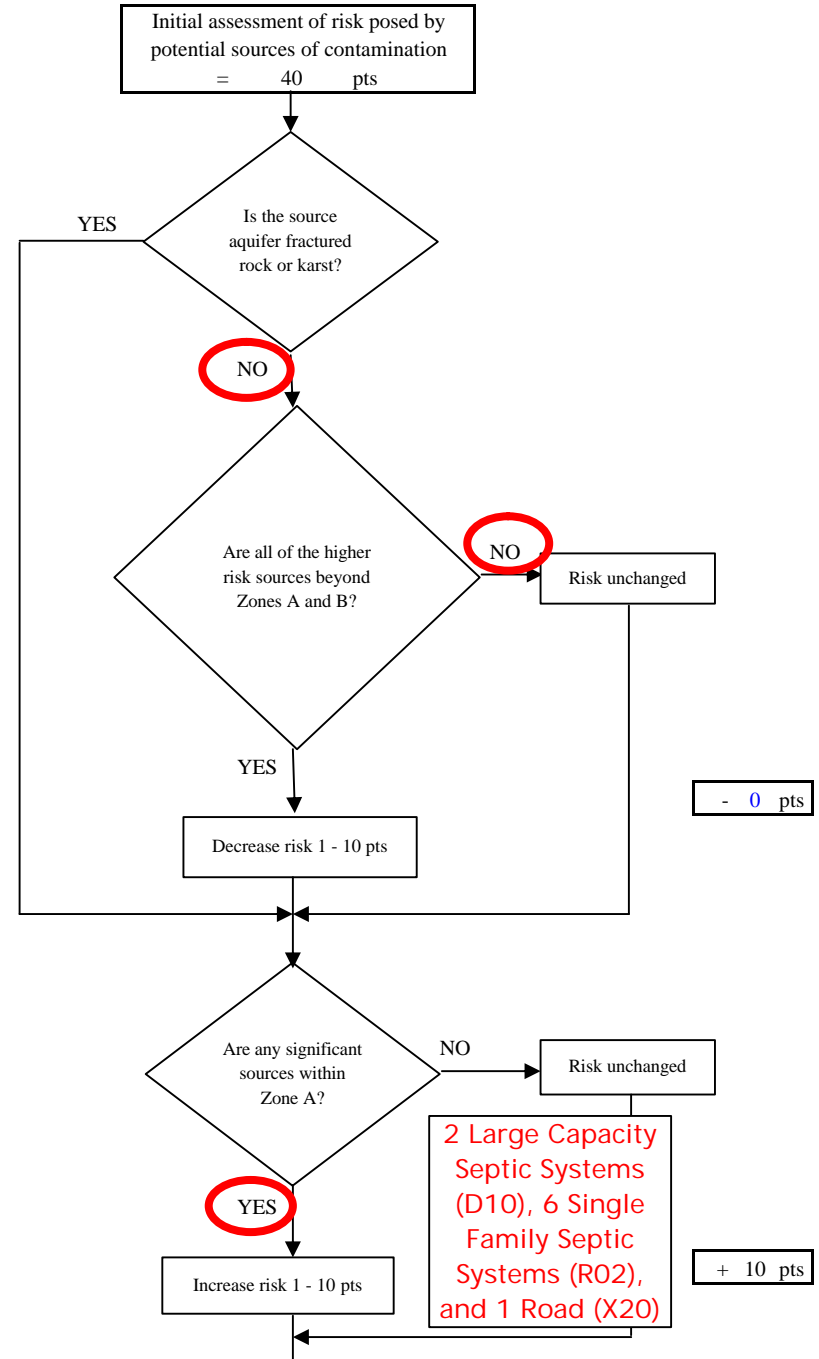 Initial assessment of risk posed by
potential sources of contamination
= 40 pts
YES
Is the source
aquifer fractured
rock or karst?
NO
Are all of the higher
risk sources beyond
Zones A and B?
NO
Risk unchanged
YES
- 0 pts
Decrease risk 1 - 10 pts
Are any significant
sources within
Zone A?
NO
Risk unchanged
2 Large Capacity
Septic Systems
(D10), 6 Single
Family Septic
Systems (R02),
and 1 Road (X20)
YES
Increase risk 1 - 10 pts
+ 10 pts